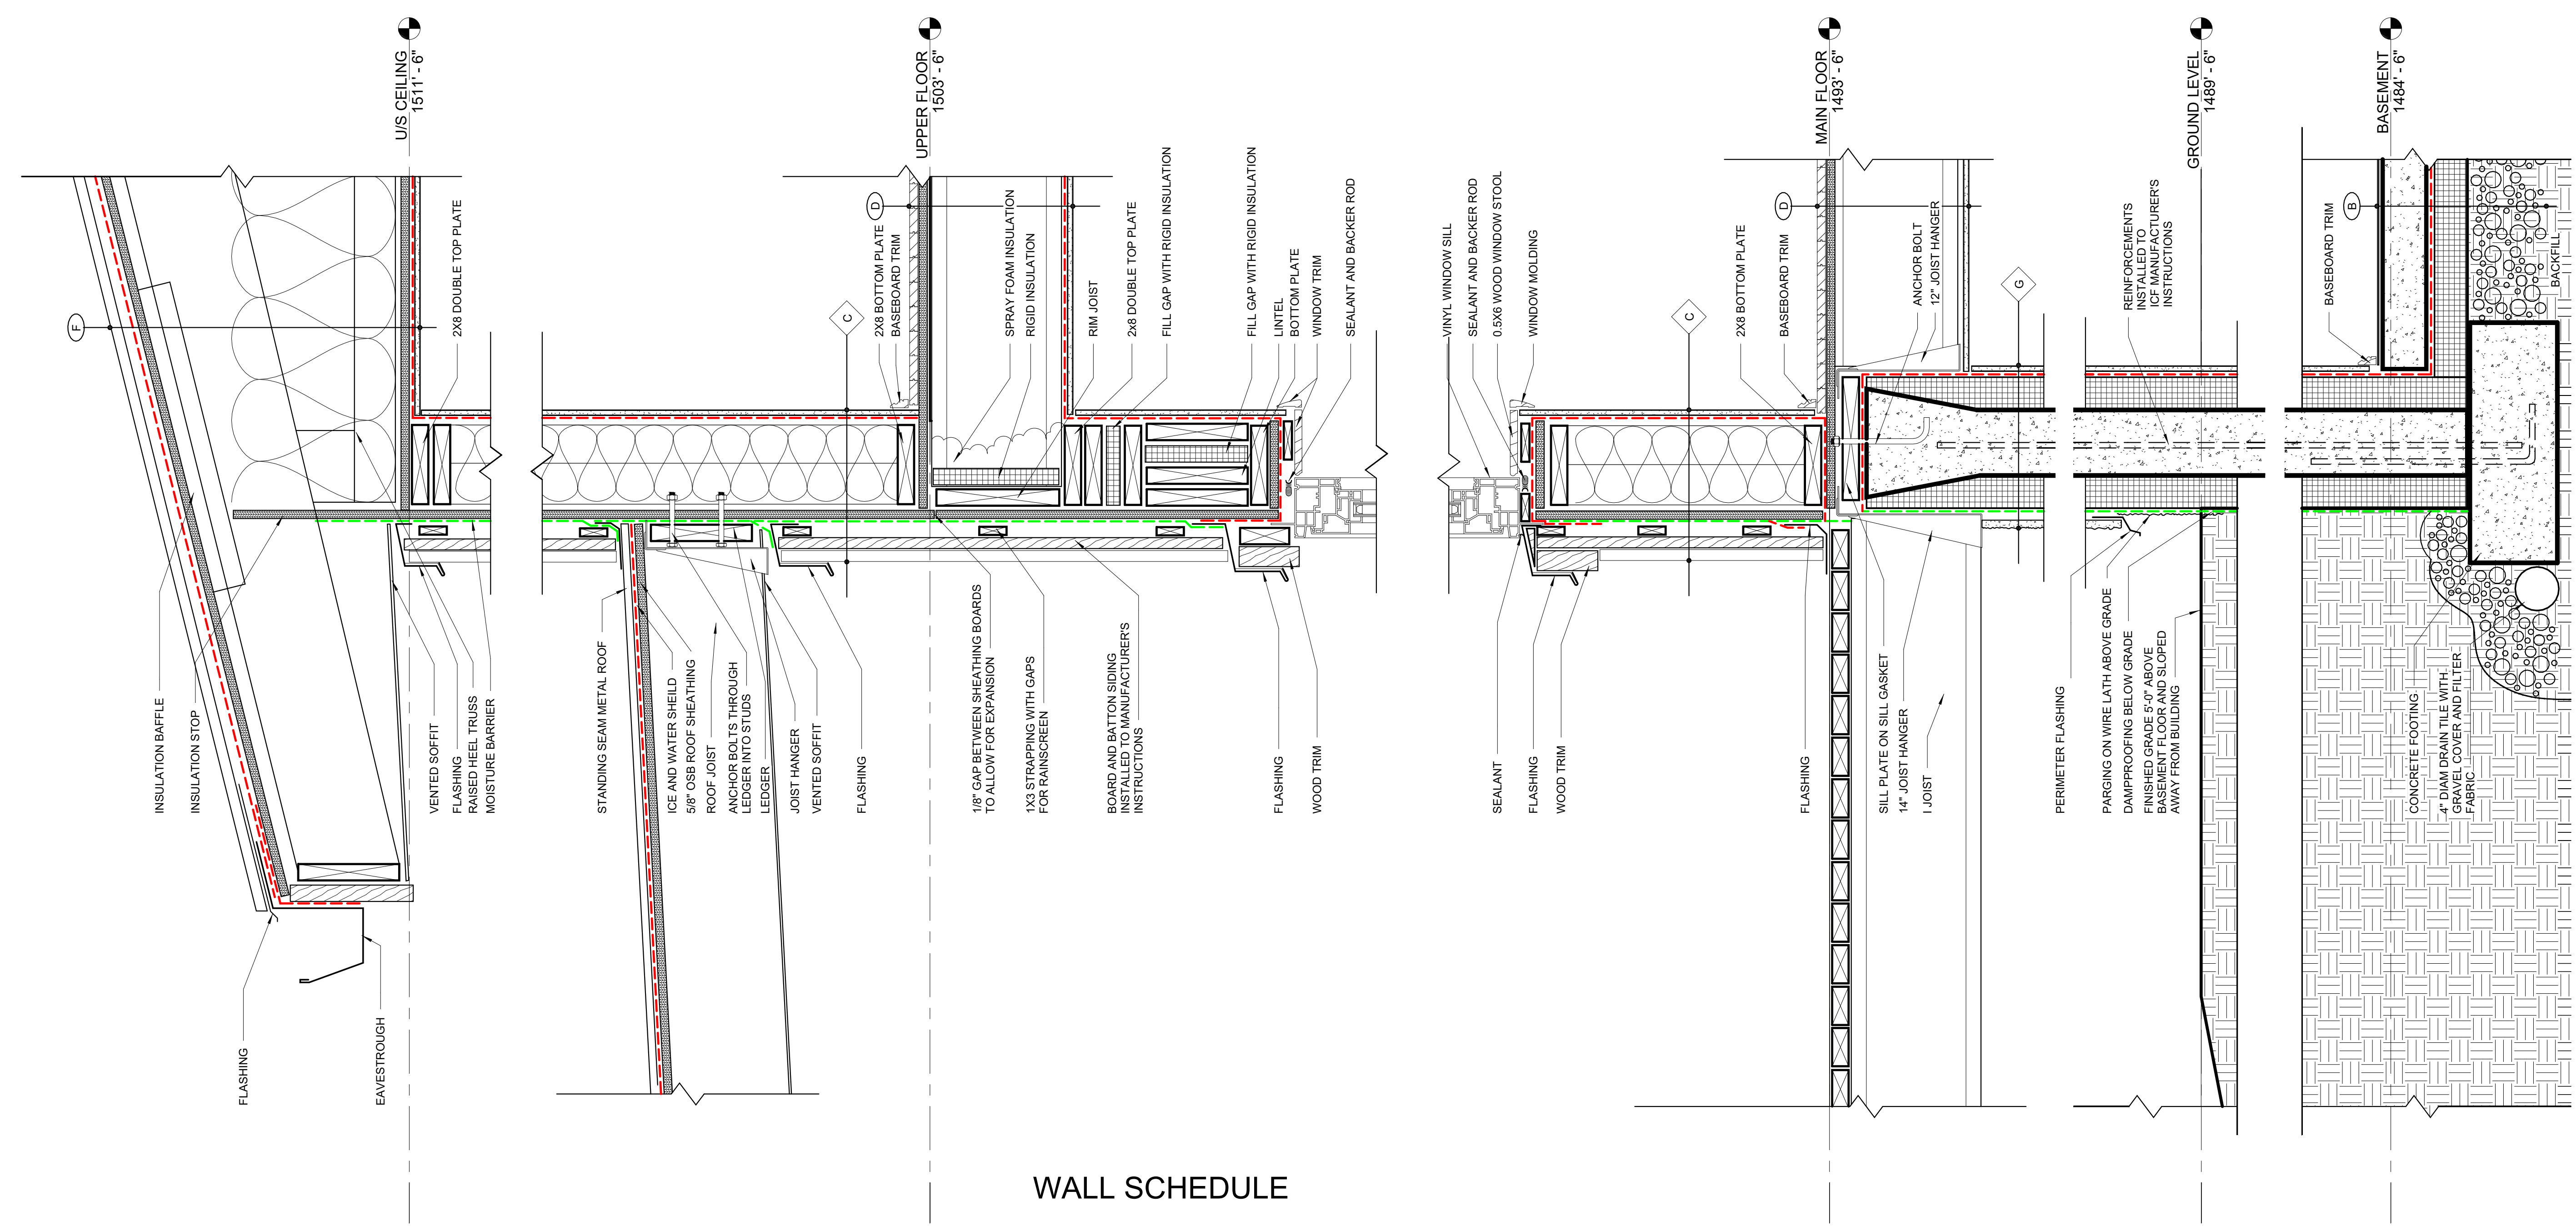 U/S CEILING
1511' - 6"
UPPER FLOOR
1503' - 6"
MAIN FLOOR
1493' - 6"
GROUND LEVEL
1489' - 6"
BASEMENT
1484' - 6"
F
2X8 DOUBLE TOP PLATE
C
D
2X8 BOTTOM PLATE
BASEBOARD TRIM
SPRAY FOAM INSULATION
RIGID INSULATION
RIM JOIST
2x8 DOUBLE TOP PLATE
FILL GAP WITH RIGID INSULATION
FILL GAP WITH RIGID INSULATION
LINTEL
BOTTOM PLATE
WINDOW TRIM
SEALANT AND BACKER ROD
VINYL WINDOW SILL
SEALANT AND BACKER ROD
0.5X6 WOOD WINDOW STOOL
WINDOW MOLDING
C
2X8 BOTTOM PLATE
D
BASEBOARD TRIM
ANCHOR BOLT
12" JOIST HANGER
G
REINFORCEMENTS
INSTALLED TO
ICF MANUFACTURER'S
INSTRUCTIONS
BASEBOARD TRIM
B
BACKFILL
INSULATION BAFFLE
INSULATION STOP
FLASHING
EAVESTROUGH
VENTED SOFFIT
FLASHING
RAISED HEEL TRUSS
MOISTURE BARRIER
STANDING SEAM METAL ROOF
ICE AND WATER SHEILD
5/8" OSB ROOF SHEATHING
ROOF JOIST
ANCHOR BOLTS THROUGH
LEDGER INTO STUDS
LEDGER
JOIST HANGER
VENTED SOFFIT
FLASHING
1/8" GAP BETWEEN SHEATHING BOARDS
TO ALLOW FOR EXPANSION
1X3 STRAPPING WITH GAPS
FOR RAINSCREEN
BOARD AND BATTON SIDING
INSTALLED TO MANUFACTURER'S
INSTRUCTIONS
FLASHING
WOOD TRIM
SEALANT
FLASHING
WOOD TRIM
FLASHING
SILL PLATE ON SILL GASKET
14" JOIST HANGER
I JOIST
PERIMETER FLASHING
PARGING ON WIRE LATH ABOVE GRADE
DAMPPROOFING BELOW GRADE
FINISHED GRADE 5'-0" ABOVE
BASEMENT FLOOR AND SLOPED
AWAY FROM BUILDING
CONCRETE FOOTING
4" DIAM DRAIN TILE WITH
GRAVEL COVER AND FILTER
FABRIC
WALL SCHEDULE